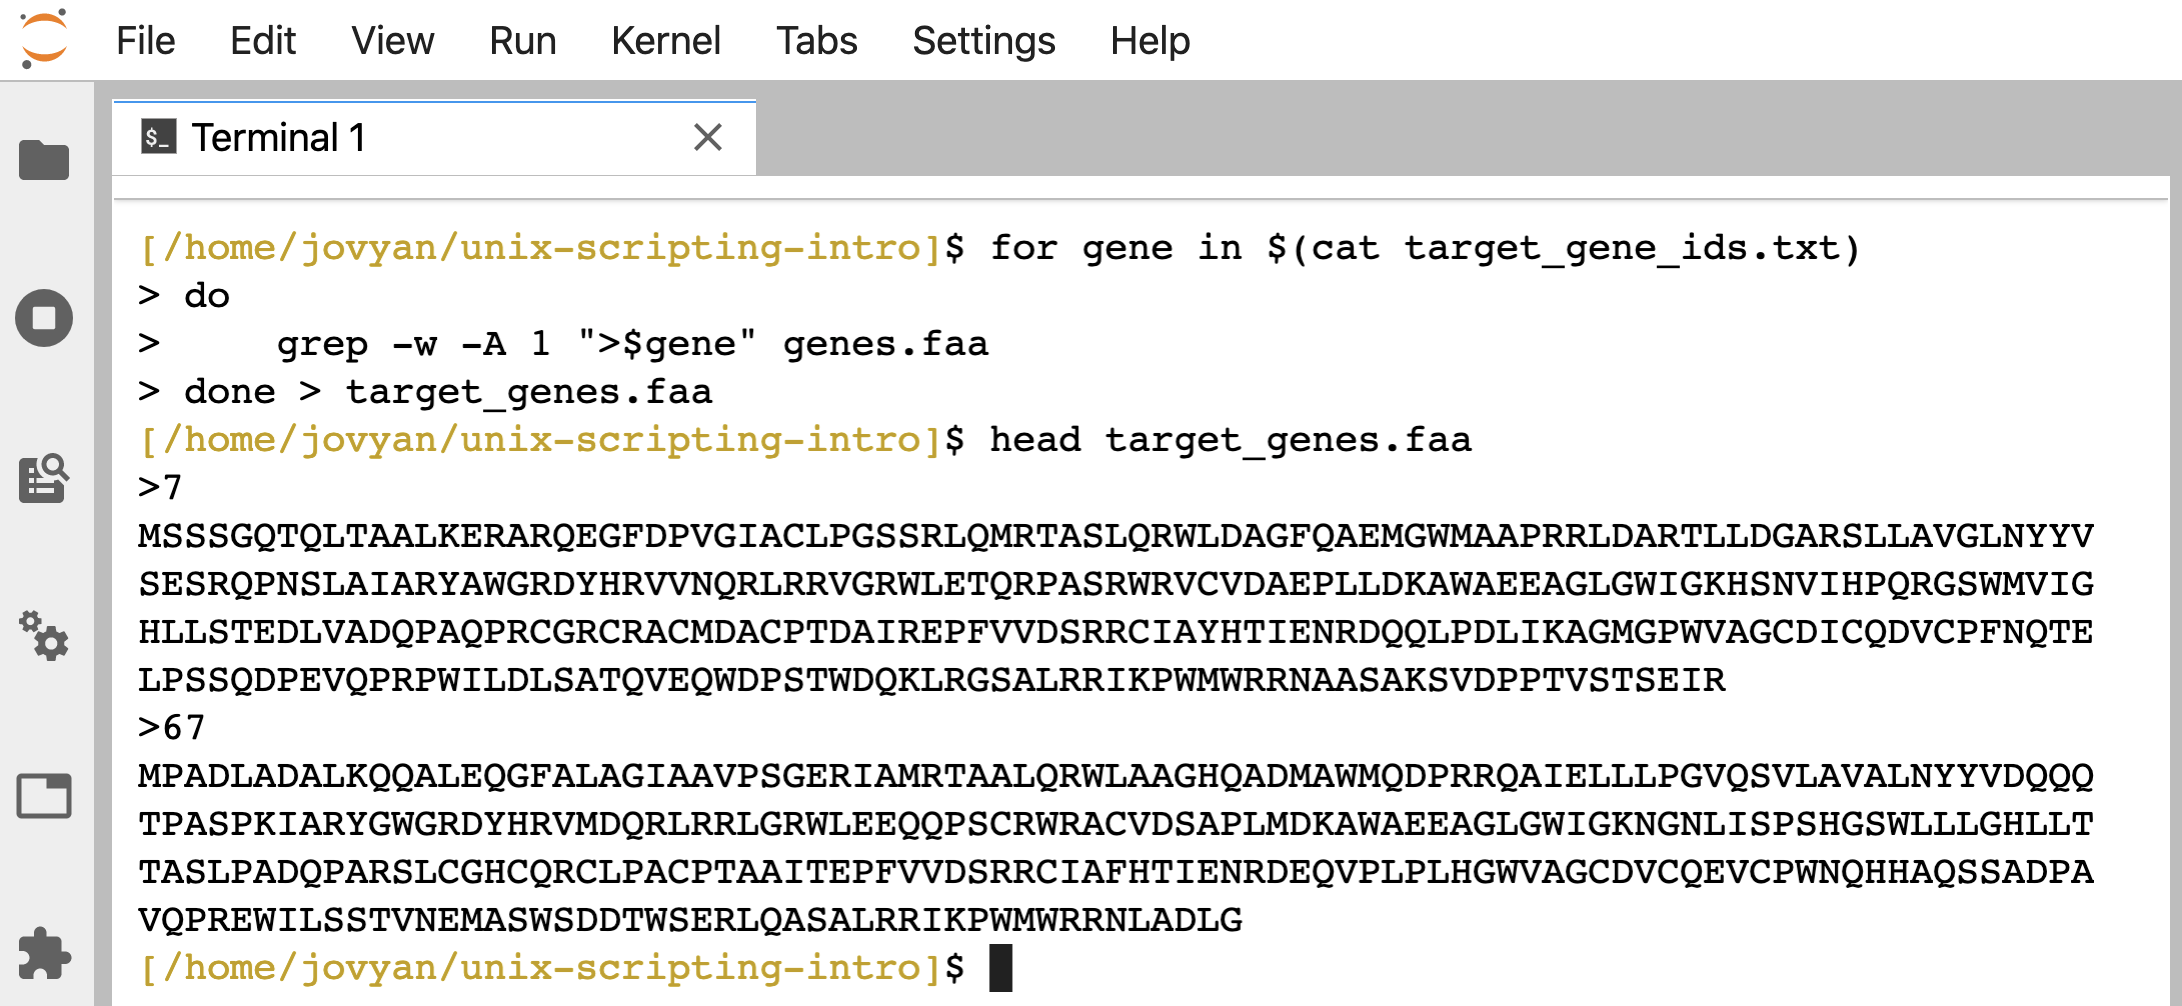 File Edit View Run Kernel Tabs Settings Help
$_ Terminal 1
[/home/jovyan/unix-scripting-intro]$ for gene in $(cat target_gene_ids.txt)
> do
>     grep -w -A 1 ">$gene" genes.faa
> done > target_genes.faa
[/home/jovyan/unix-scripting-intro]$ head target_genes.faa
>7
MSSSGQTQLTAALKERARQEGFDPVGIACLPGSSRLQMRTASLQRWLDAGFQAEMGWMAAPRRLDARTLLDGARSLLAVGLNYYV
SESRQPNSLAIARYAWGRDYHRVVNQRLRRVGRWLETQRPASRWRVCVDAEPLLDKAWAEEAGLGWIGKHSNVIHPQRGSWMVIG
HLLSTEDLVADQPAQPRCGRCRACMDACPTDAIREPFVVDSRRCIAYHTIENRDQQLPDLIKAGMGPWVAGCDICQDVCPFNQTE
LPSSQDPEVQPRPWILDLSATQVEQWDPSTWDQKLRGSALRRIKPWMWRRNAASAKSVDPPTVSTSEIR
>67
MPADLADALKQQALEQGFALAGIAAVPSGERIAMRTAALQRWLAAGHQADMAWMQDPRRQAIELLLPGVQSVLAVALNYYVDQQQ
TPASPKIARYGWGRDYHRVMDQRLRRLGRWLEEQQPSCRWRACVDSAPLMDKAWAEEAGLGWIGKNGNLISPSHGSWLLLGHLLT
TASLPADQPARSLCGHCQRCLPACPTAAITEPFVVDSRRCIAFHTIENRDEQVPLPLHGWVAGCDVCQEVCPWNQHHAQSSADPA
VQPREWILSSTVNEMASWSDDTWSERLQASALRRIKPWMWRRNLADLG
[/home/jovyan/unix-scripting-intro]$